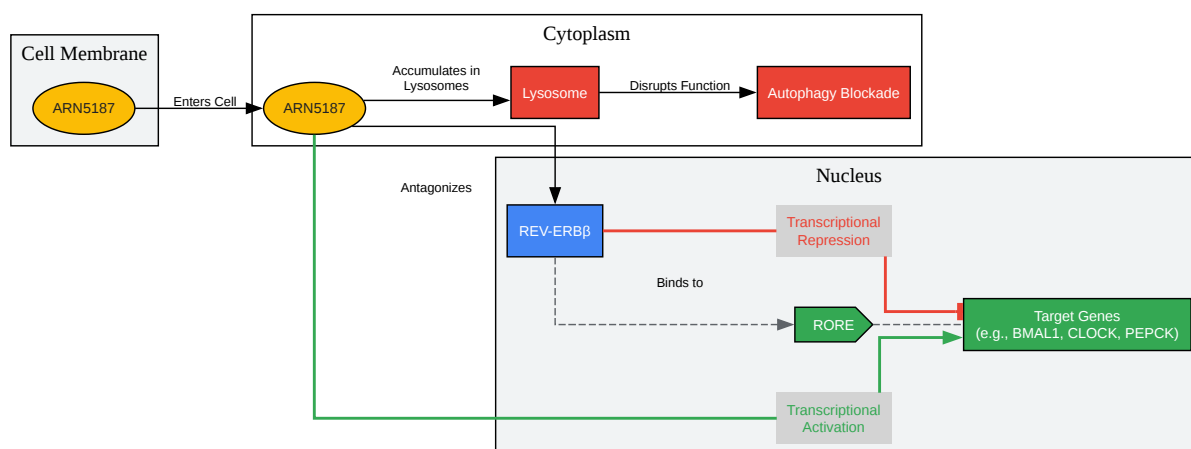 Cytoplasm
Cell Membrane
ARN5187
Enters Cell
ARN5187
Accumulates in
Lysosomes
Lysosome
Disrupts Function
Autophagy Blockade
Antagonizes
Nucleus
REV-ERBβ
Transcriptional
Repression
Binds to
RORE
Target Genes
(e.g., BMAL1, CLOCK, PEPCK)
Transcriptional
Activation